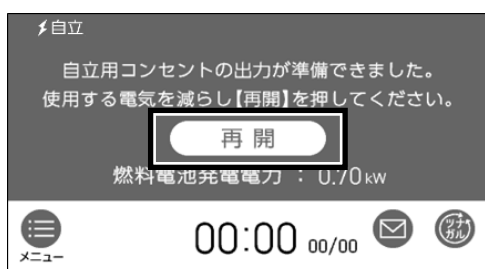 自立
自立用コンセントの出力が準備できました。
使用する電気を減らし【再開】を押してください。
再開
燃料電池発電電力 : 0.70kW
メニュー
00:00 00/00
ツナガル